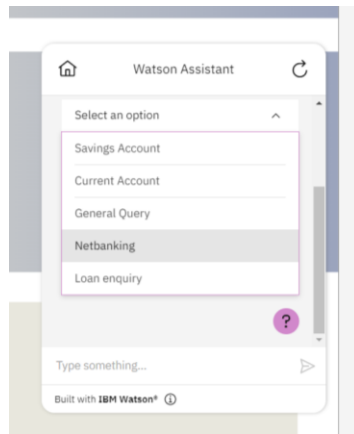 Watson Assistant
Select an option
Savings Account
Current Account
General Query
Netbanking
Loan enquiry
?
Type something...
Built with IBM Watson®